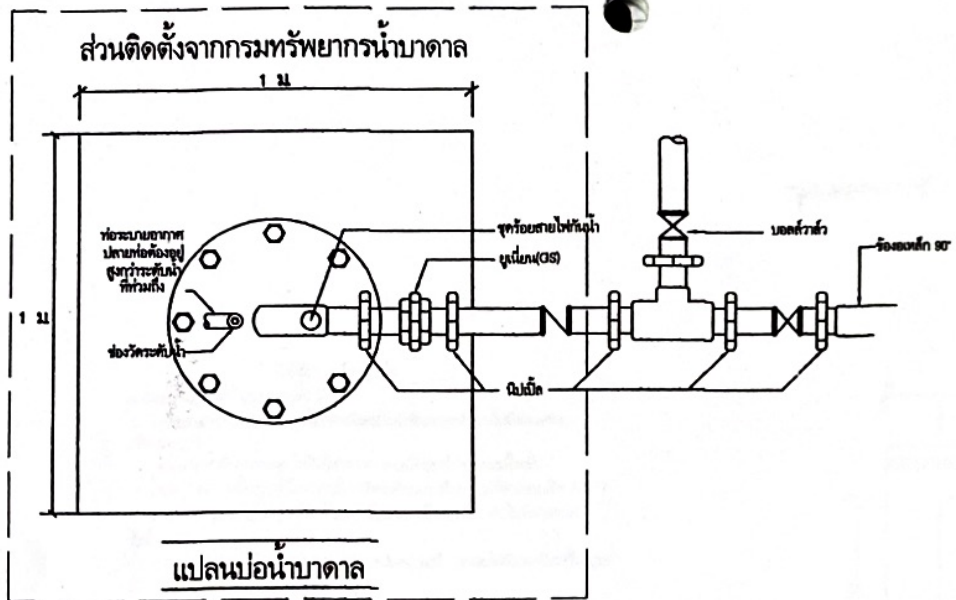 ส่วนติดตั้งจากกรมทรัพยากรน้ำบาดาล
1 ม.
ท่อระบายอากาศ
ปลายท่อต้องอยู่
สูงกว่าระดับน้ำ
ที่ท่วมถึง
ชุดร้อยสายไฟกันน้ำ
ยูเนี่ยน(GS)
บอลล์วาล์ว
ข้องอเหล็ก 90°
1 ม.
ช่องวัดระดับน้ำ
นิปเปิ้ล
แปลนบ่อน้ำบาดาล